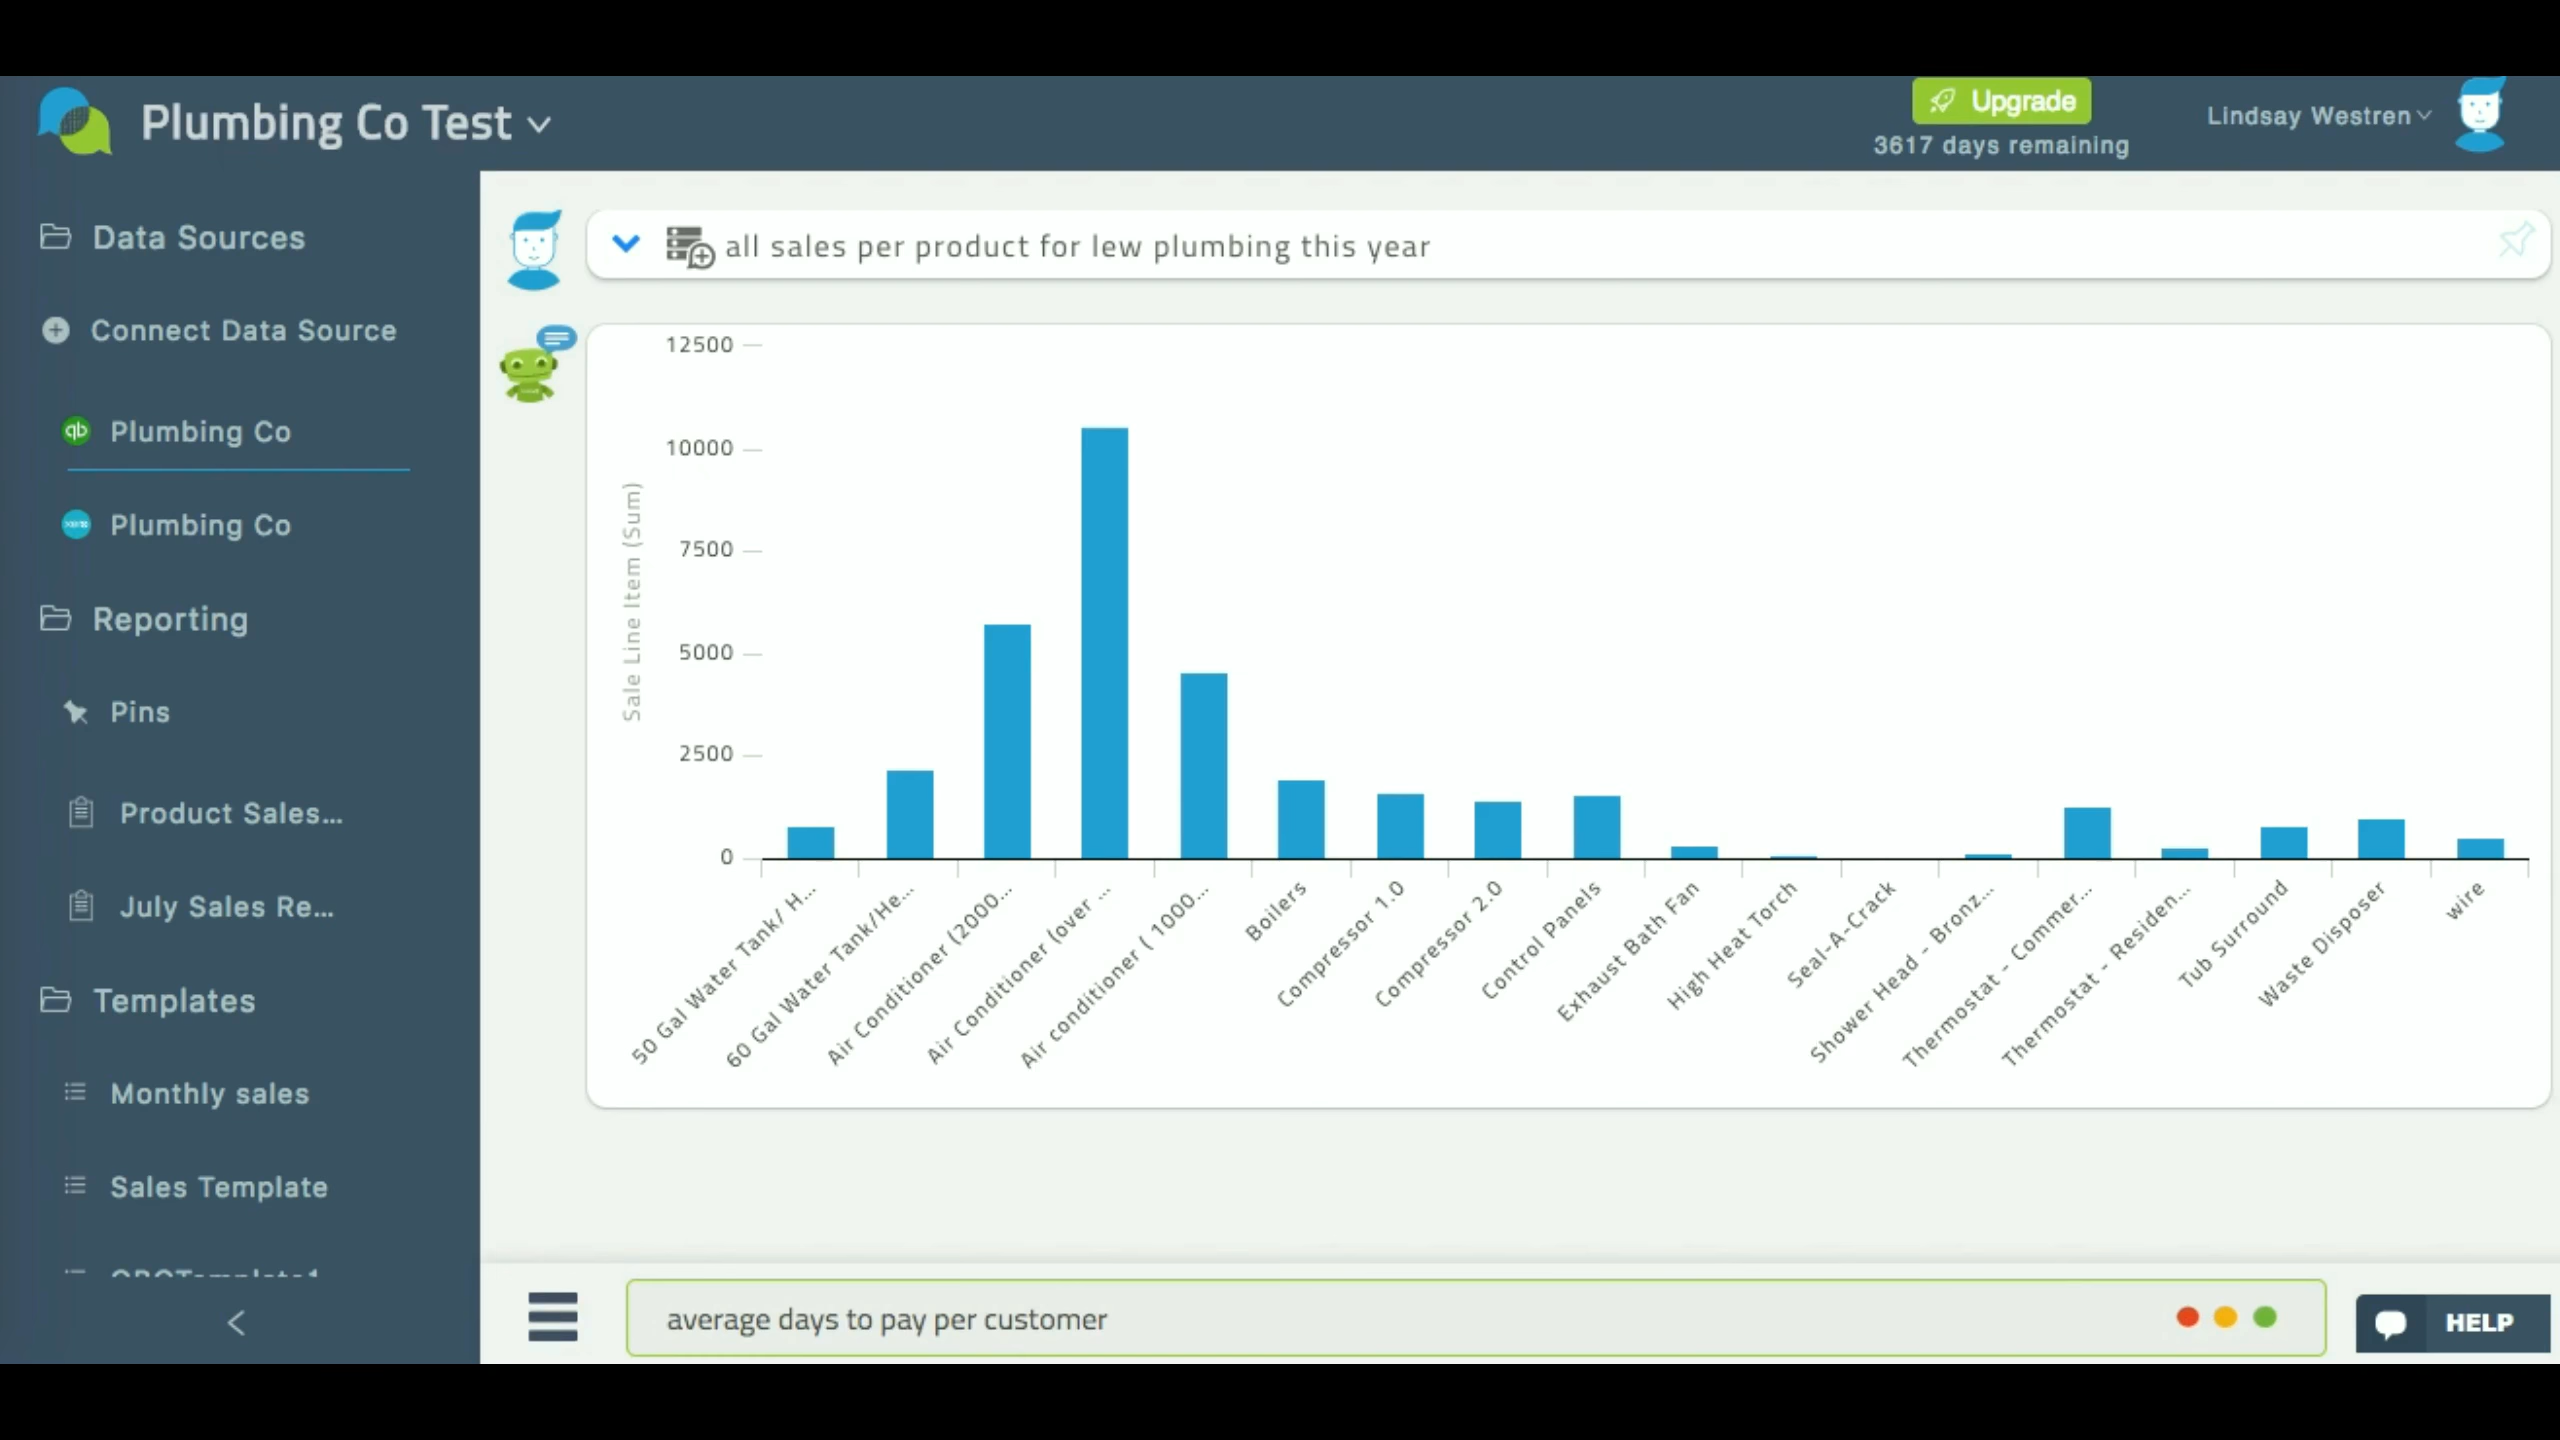 Plumbing Co Test
Upgrade
3617 days remaining
Lindsay Westren
Data Sources
Connect Data Source
qb Plumbing Co
Plumbing Co
Reporting
Pins
Product Sales...
July Sales Re...
Templates
Monthly sales
Sales Template
all sales per product for lew plumbing this year
Sale Line Item (Sum)
12500
10000
7500
5000
2500
0
50 Gal Water Tank/ H...
60 Gal Water Tank/He...
Air Conditioner (2000...
Air Conditioner (over ...
Air conditioner ( 1000...
Boilers
Compressor 1.0
Compressor 2.0
Control Panels
Exhaust Bath Fan
High Heat Torch
Seal-A-Crack
Shower Head - Bronz...
Thermostat - Commer...
Thermostat - Residen...
Tub Surround
Waste Disposer
wire
average days to pay per customer
HELP